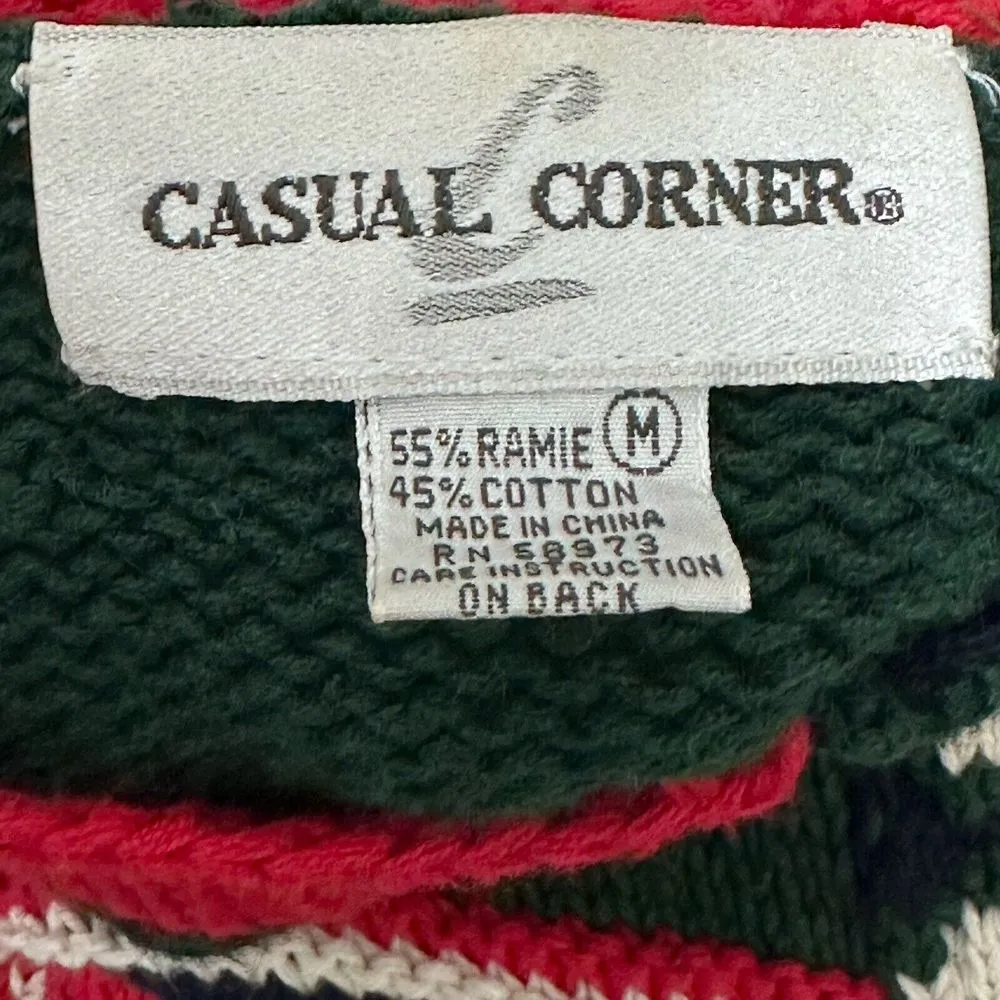 CASUAL CORNER®
55% RAMIE M
45% COTTON
MADE IN CHINA
RN 58973
CARE INSTRUCTION
ON BACK